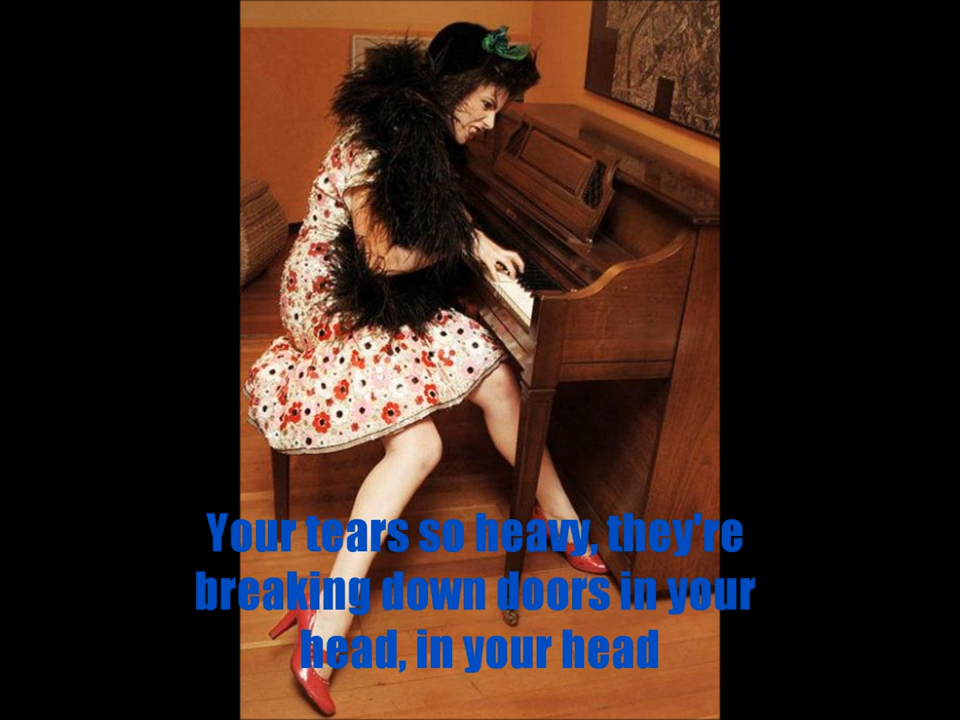 Your tears so heavy, they're
breaking down doors in your
head, in your head